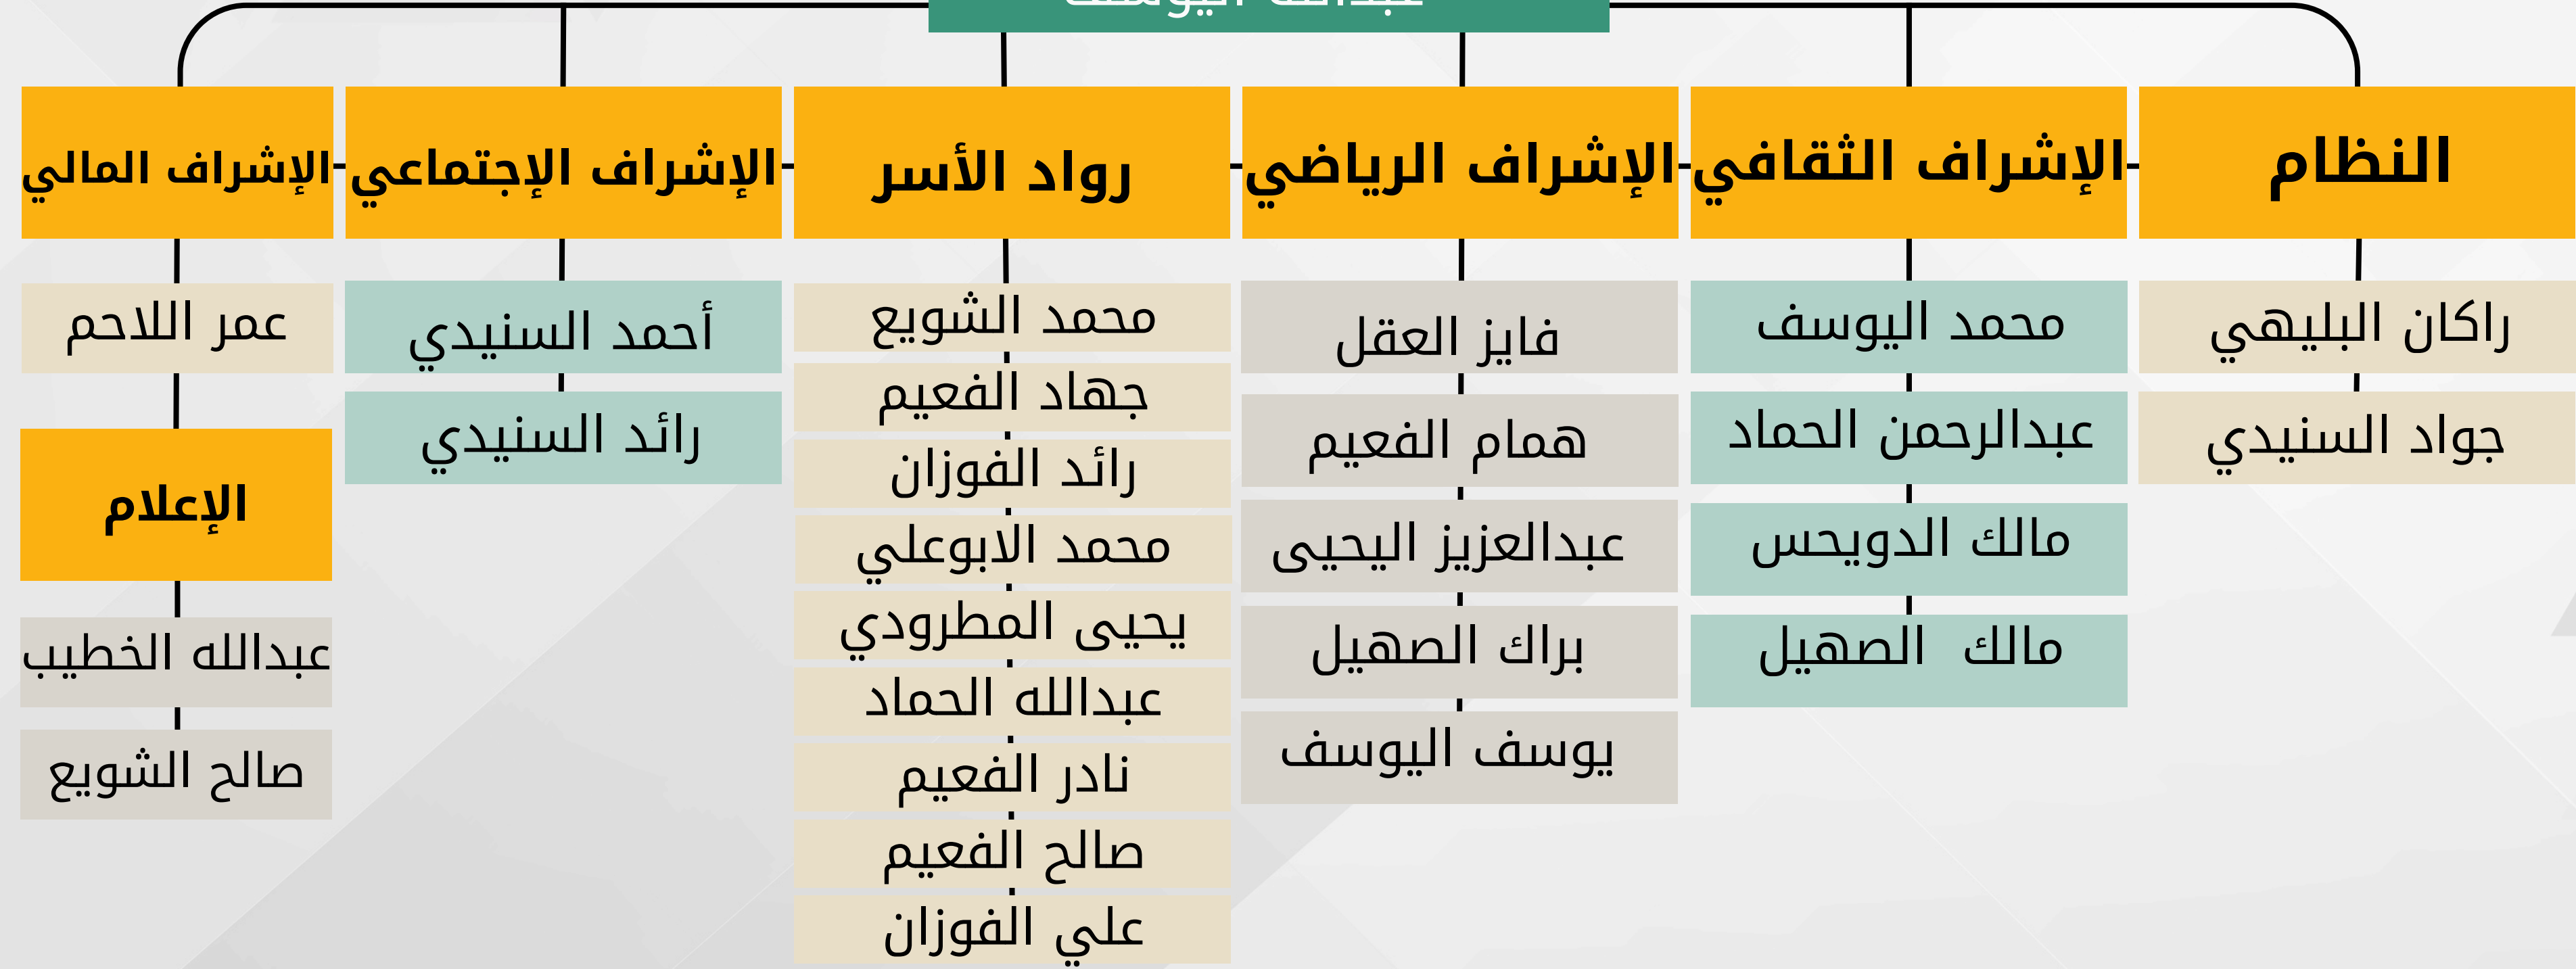 عبدالله اليوسف
النظام
راكان البليهي
جواد السنيدي
الإشراف الثقافي
محمد اليوسف
عبدالرحمن الحماد
مالك الدويحس
مالك الصهيل
الإشراف الرياضي
فايز العقل
همام الفعيم
عبدالعزيز اليحيى
براك الصهيل
يوسف اليوسف
رواد الأسر
محمد الشويع
جهاد الفعيم
رائد الفوزان
محمد الابوعلي
يحيى المطرودي
عبدالله الحماد
نادر الفعيم
صالح الفعيم
علي الفوزان
الإشراف الإجتماعي
أحمد السنيدي
رائد السنيدي
الإشراف المالي
عمر اللاحم
الإعلام
عبدالله الخطيب
صالح الشويع